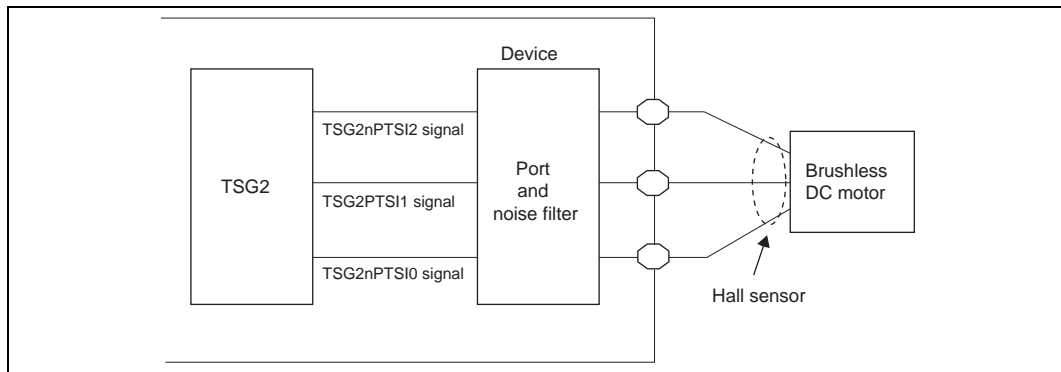 Device
TSG2
TSG2nPTSI2 signal
TSG2PTSI1 signal
TSG2nPTSI0 signal
Port
and
noise filter
Brushless
DC motor
Hall sensor